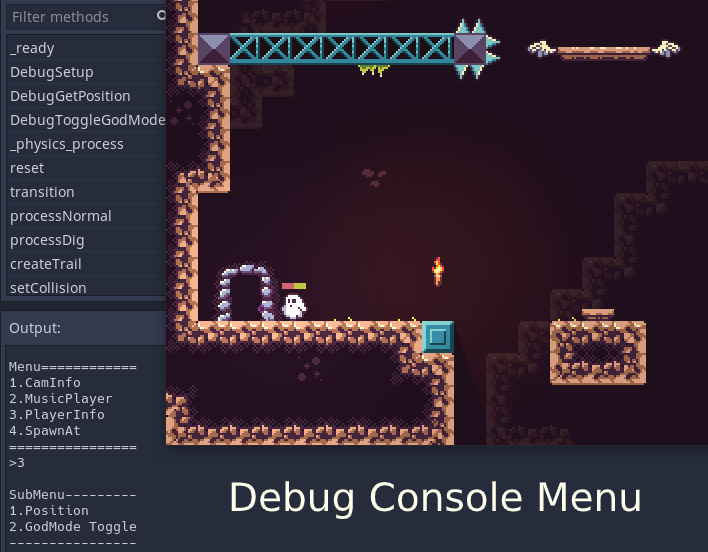 Filter methods
_ready
DebugSetup
DebugGetPosition
DebugToggleGodMode
_physics_process
reset
transition
processNormal
processDig
createTrail
setCollision
Output:
Menu============
1.CamInfo
2.MusicPlayer
3.PlayerInfo
4.SpawnAt
================
>3
SubMenu---------
1.Position
2.GodMode Toggle
----------------
Debug Console Menu